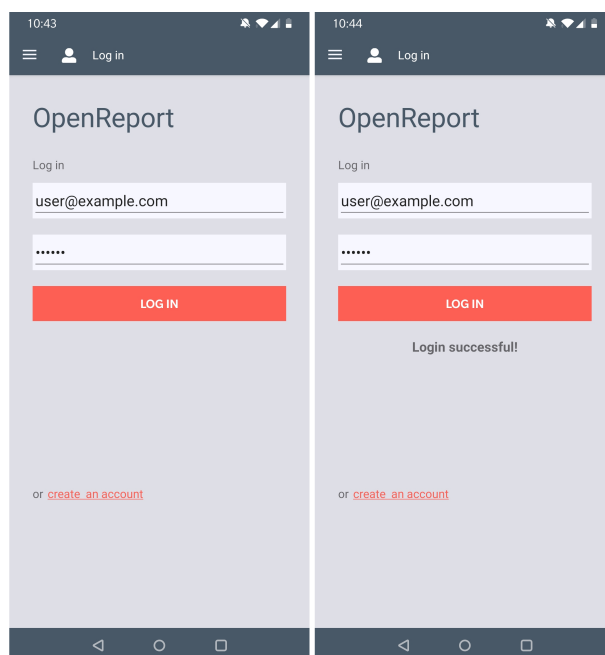 10:43
Log in
OpenReport
Log in
user@example.com
••••••
LOG IN
or create an account
10:44
Log in
OpenReport
Log in
user@example.com
••••••
LOG IN
Login successful!
or create an account